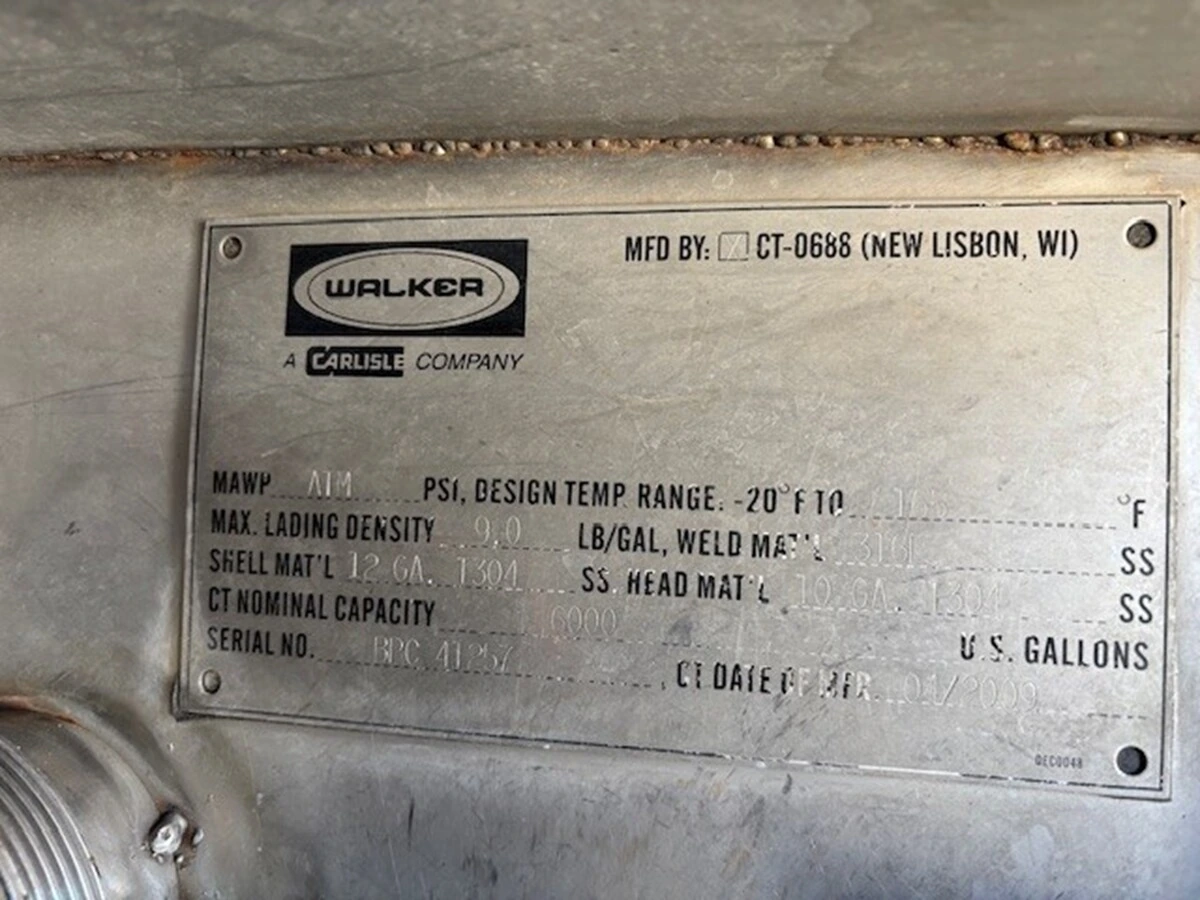 MFD BY: CT-0688 (NEW LISBON, WI)
WALKER
A CARLISLE COMPANY
MAWP ATM PSI, DESIGN TEMP. RANGE: -20°F TO °F
MAX. LADING DENSITY 9.0 LB/GAL, WELD MAT'L SS
SHELL MAT'L 12 GA. T304 SS. HEAD MAT'L 10 GA. T304 SS
CT NOMINAL CAPACITY 6000 U.S. GALLONS
SERIAL NO. BPC 41257, CT DATE OF MFR. 01/2009
DEC0048